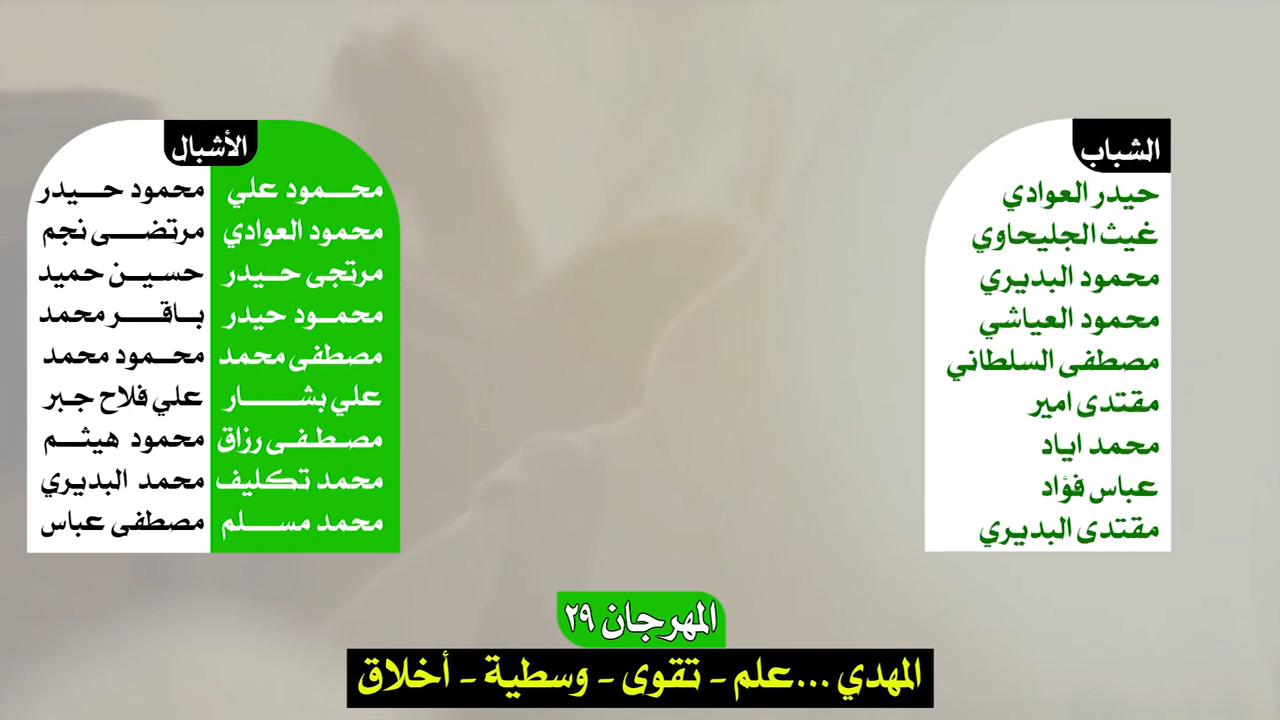 الشباب
حيدر العوادي
غيث الجليحاوي
محمود البديري
محمود العياشي
مصطفى السلطاني
مقتدى امير
محمد اياد
عباس فؤاد
مقتدى البديري
الأشبال
محمود علي
محمود العوادي
مرتجى حيدر
محمود حيدر
مصطفى محمد
علي بشار
مصطفى رزاق
محمد تكليف
محمد مسلم
محمود حيدر
مرتضى نجم
حسين حميد
باقر محمد
محمود محمد
علي فلاح جبر
محمود هيثم
محمد البديري
مصطفى عباس
المهرجان ٢٩
المهدي ...علم - تقوى - وسطية - أخلاق